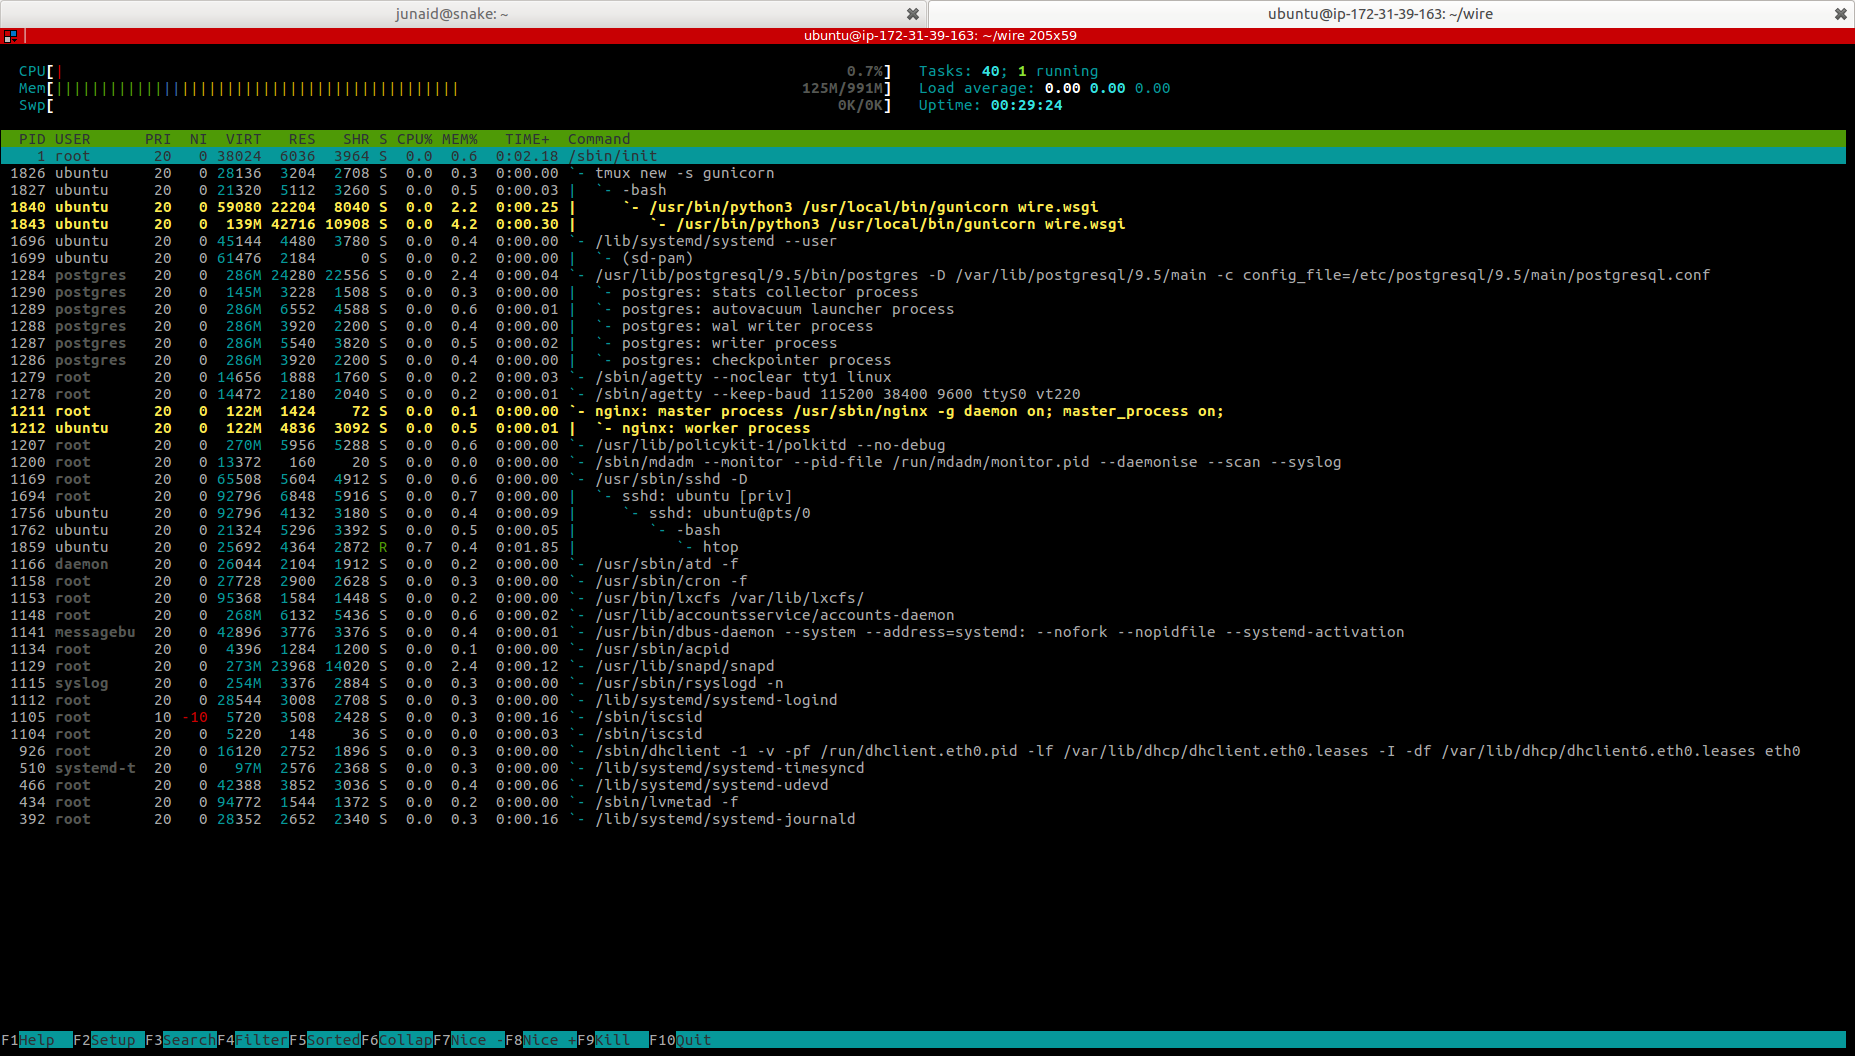 junaid@snake: ~
ubuntu@ip-172-31-39-163: ~/wire
ubuntu@ip-172-31-39-163: ~/wire 205x59
CPU[| 0.7%] Tasks: 40; 1 running
Mem[||||||||||||||||||||||||||||||||||||||||||||| 125M/991M] Load average: 0.00 0.00 0.00
Swp[ 0K/0K] Uptime: 00:29:24
PID USER PRI NI VIRT RES SHR S CPU% MEM% TIME+ Command
1 root 20 0 38024 6036 3964 S 0.0 0.6 0:02.18 /sbin/init
1826 ubuntu 20 0 28136 3204 2708 S 0.0 0.3 0:00.00 `- tmux new -s gunicorn
1827 ubuntu 20 0 21320 5112 3260 S 0.0 0.5 0:00.03 | `- -bash
1840 ubuntu 20 0 59080 22204 8040 S 0.0 2.2 0:00.25 | `- /usr/bin/python3 /usr/local/bin/gunicorn wire.wsgi
1843 ubuntu 20 0 139M 42716 10908 S 0.0 4.2 0:00.30 | `- /usr/bin/python3 /usr/local/bin/gunicorn wire.wsgi
1696 ubuntu 20 0 45144 4480 3780 S 0.0 0.4 0:00.00 `- /lib/systemd/systemd --user
1699 ubuntu 20 0 61476 2184 0 S 0.0 0.2 0:00.00 | `- (sd-pam)
1284 postgres 20 0 286M 24280 22556 S 0.0 2.4 0:00.04 `- /usr/lib/postgresql/9.5/bin/postgres -D /var/lib/postgresql/9.5/main -c config_file=/etc/postgresql/9.5/main/postgresql.conf
1290 postgres 20 0 145M 3228 1508 S 0.0 0.3 0:00.00 | `- postgres: stats collector process
1289 postgres 20 0 286M 6552 4588 S 0.0 0.6 0:00.01 | `- postgres: autovacuum launcher process
1288 postgres 20 0 286M 3920 2200 S 0.0 0.4 0:00.00 | `- postgres: wal writer process
1287 postgres 20 0 286M 5540 3820 S 0.0 0.5 0:00.02 | `- postgres: writer process
1286 postgres 20 0 286M 3920 2200 S 0.0 0.4 0:00.00 | `- postgres: checkpointer process
1279 root 20 0 14656 1888 1760 S 0.0 0.2 0:00.03 `- /sbin/agetty --noclear tty1 linux
1278 root 20 0 14472 2180 2040 S 0.0 0.2 0:00.01 `- /sbin/agetty --keep-baud 115200 38400 9600 ttyS0 vt220
1211 root 20 0 122M 1424 72 S 0.0 0.1 0:00.00 `- nginx: master process /usr/sbin/nginx -g daemon on; master_process on;
1212 ubuntu 20 0 122M 4836 3092 S 0.0 0.5 0:00.01 | `- nginx: worker process
1207 root 20 0 270M 5956 5288 S 0.0 0.6 0:00.00 `- /usr/lib/policykit-1/polkitd --no-debug
1200 root 20 0 13372 160 20 S 0.0 0.0 0:00.00 `- /sbin/mdadm --monitor --pid-file /run/mdadm/monitor.pid --daemonise --scan --syslog
1169 root 20 0 65508 5604 4912 S 0.0 0.6 0:00.00 `- /usr/sbin/sshd -D
1694 root 20 0 92796 6848 5916 S 0.0 0.7 0:00.00 | `- sshd: ubuntu [priv]
1756 ubuntu 20 0 92796 4132 3180 S 0.0 0.4 0:00.09 | `- sshd: ubuntu@pts/0
1762 ubuntu 20 0 21324 5296 3392 S 0.0 0.5 0:00.05 | `- -bash
1859 ubuntu 20 0 25692 4364 2872 R 0.7 0.4 0:01.85 | `- htop
1166 daemon 20 0 26044 2104 1912 S 0.0 0.2 0:00.00 `- /usr/sbin/atd -f
1158 root 20 0 27728 2900 2628 S 0.0 0.3 0:00.00 `- /usr/sbin/cron -f
1153 root 20 0 95368 1584 1448 S 0.0 0.2 0:00.00 `- /usr/bin/lxcfs /var/lib/lxcfs/
1148 root 20 0 268M 6132 5436 S 0.0 0.6 0:00.02 `- /usr/lib/accountsservice/accounts-daemon
1141 messagebu 20 0 42896 3776 3376 S 0.0 0.4 0:00.01 `- /usr/bin/dbus-daemon --system --address=systemd: --nofork --nopidfile --systemd-activation
1134 root 20 0 4396 1284 1200 S 0.0 0.1 0:00.00 `- /usr/sbin/acpid
1129 root 20 0 273M 23968 14020 S 0.0 2.4 0:00.12 `- /usr/lib/snapd/snapd
1115 syslog 20 0 254M 3376 2884 S 0.0 0.3 0:00.00 `- /usr/sbin/rsyslogd -n
1112 root 20 0 28544 3008 2708 S 0.0 0.3 0:00.00 `- /lib/systemd/systemd-logind
1105 root 10 -10 5720 3508 2428 S 0.0 0.3 0:00.16 `- /sbin/iscsid
1104 root 20 0 5220 148 36 S 0.0 0.0 0:00.03 `- /sbin/iscsid
926 root 20 0 16120 2752 1896 S 0.0 0.3 0:00.00 `- /sbin/dhclient -1 -v -pf /run/dhclient.eth0.pid -lf /var/lib/dhcp/dhclient.eth0.leases -I -df /var/lib/dhcp/dhclient6.eth0.leases eth0
510 systemd-t 20 0 97M 2576 2368 S 0.0 0.3 0:00.00 `- /lib/systemd/systemd-timesyncd
466 root 20 0 42388 3852 3036 S 0.0 0.4 0:00.06 `- /lib/systemd/systemd-udevd
434 root 20 0 94772 1544 1372 S 0.0 0.2 0:00.00 `- /sbin/lvmetad -f
392 root 20 0 28352 2652 2340 S 0.0 0.3 0:00.16 `- /lib/systemd/systemd-journald
F1Help F2Setup F3SearchF4FilterF5SortedF6CollapF7Nice -F8Nice +F9Kill F10Quit